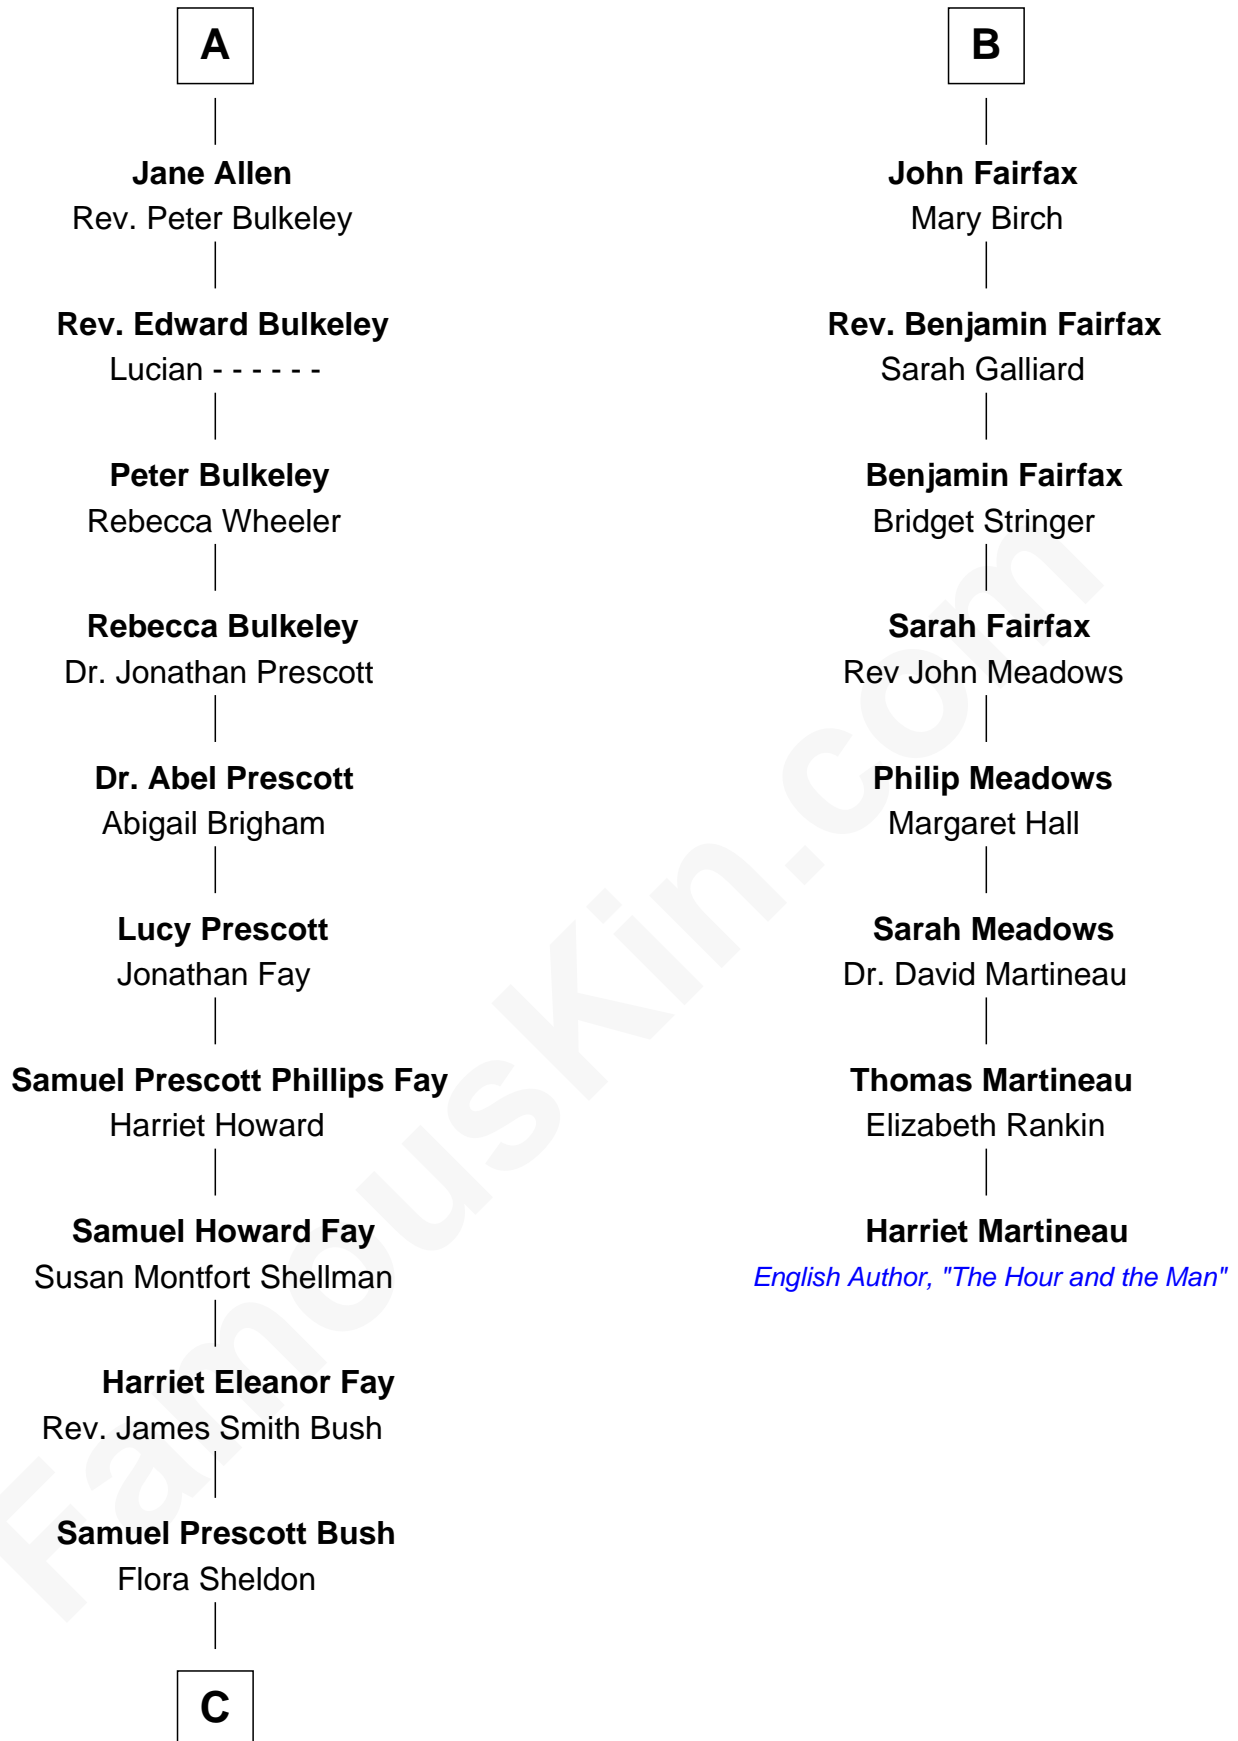 A
Jane Allen
Rev. Peter Bulkeley
Rev. Edward Bulkeley
Lucian - - - - - -
Peter Bulkeley
Rebecca Wheeler
Rebecca Bulkeley
Dr. Jonathan Prescott
Dr. Abel Prescott
Abigail Brigham
Lucy Prescott
Jonathan Fay
Samuel Prescott Phillips Fay
Harriet Howard
Samuel Howard Fay
Susan Montfort Shellman
Harriet Eleanor Fay
Rev. James Smith Bush
Samuel Prescott Bush
Flora Sheldon
C
B
John Fairfax
Mary Birch
Rev. Benjamin Fairfax
Sarah Galliard
Benjamin Fairfax
Bridget Stringer
Sarah Fairfax
Rev John Meadows
Philip Meadows
Margaret Hall
Sarah Meadows
Dr. David Martineau
Thomas Martineau
Elizabeth Rankin
Harriet Martineau
English Author, "The Hour and the Man"
FamousKin.com